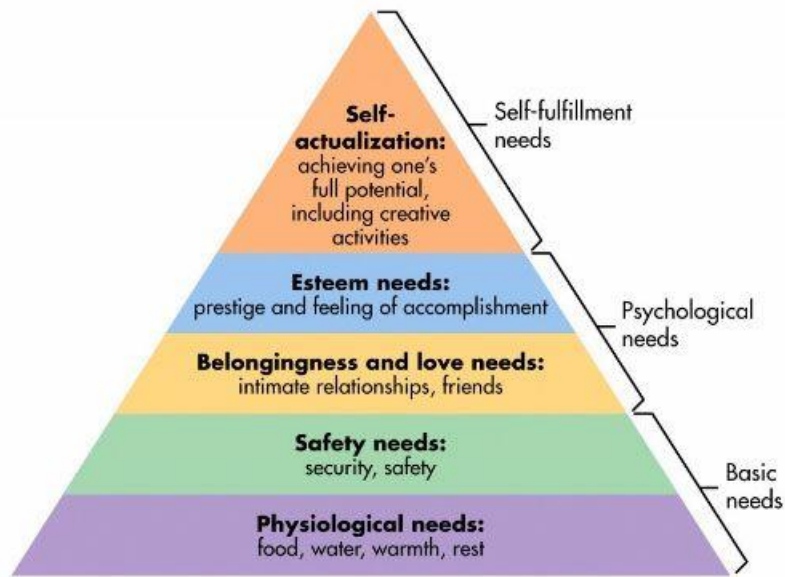 Self-
actualization:
achieving one's
full potential,
including creative
activities
Self-fulfillment
needs
Esteem needs:
prestige and feeling of accomplishment
Belongingness and love needs:
intimate relationships, friends
Psychological
needs
Safety needs:
security, safety
Physiological needs:
food, water, warmth, rest
Basic
needs